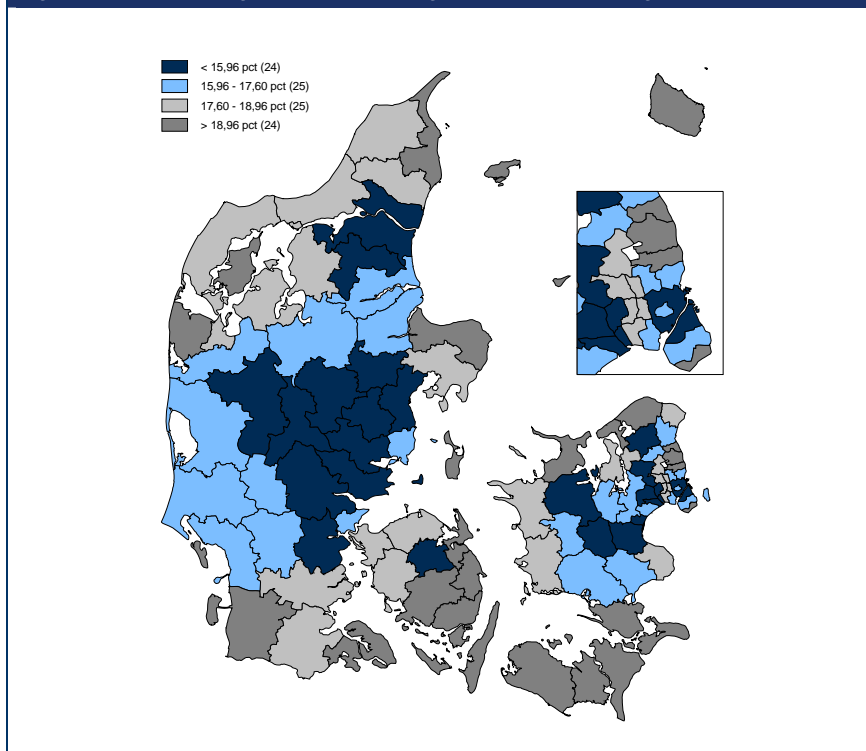 < 15,96 pct (24)
15,96 - 17,60 pct (25)
17,60 - 18,96 pct (25)
> 18,96 pct (24)